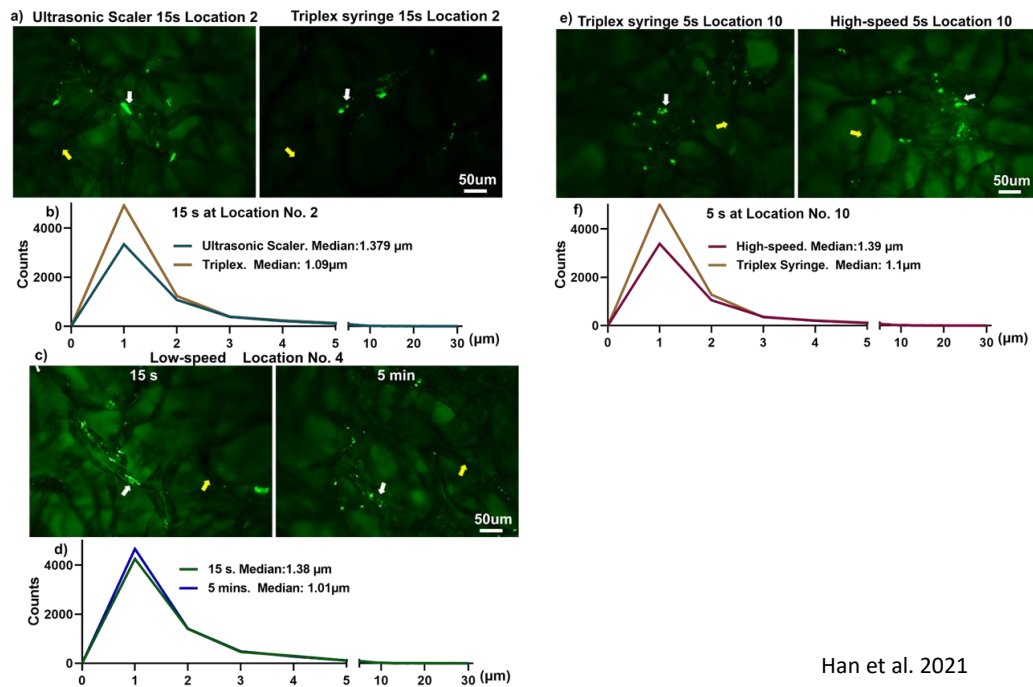 a) Ultrasonic Scaler 15s Location 2
Triplex syringe 15s Location 2
50um
b) 15 s at Location No. 2
Ultrasonic Scaler. Median:1.379 µm
Triplex. Median: 1.09µm
Counts
4000
2000
0
0 1 2 3 4 5 10 20 30 (µm)
c) Low-speed Location No. 4
15 s
5 min
50um
d)
15 s. Median:1.38 µm
5 mins. Median: 1.01µm
Counts
4000
2000
0
0 1 2 3 4 5 10 20 30 (µm)
e) Triplex syringe 5s Location 10
High-speed 5s Location 10
50um
f) 5 s at Location No. 10
High-speed. Median:1.39 µm
Triplex Syringe. Median: 1.1µm
Counts
4000
2000
0
0 1 2 3 4 5 10 20 30 (µm)
Han et al. 2021